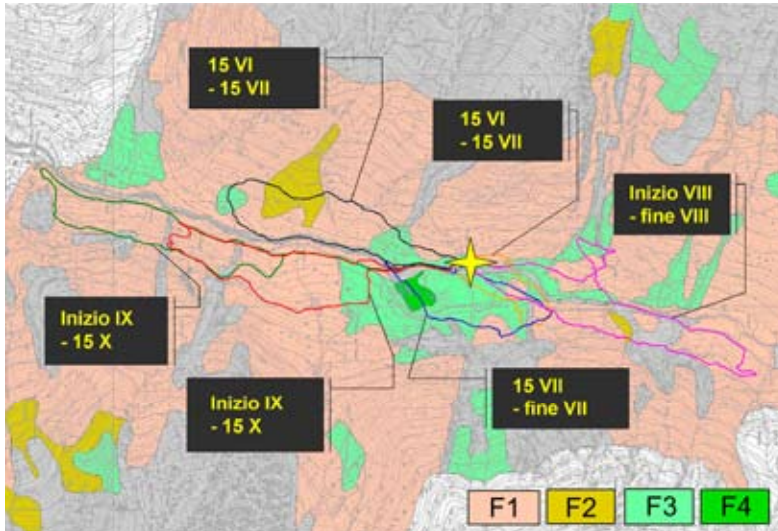 15 VI
- 15 VII
15 VI
- 15 VII
Inizio VIII
- fine VIII
Inizio IX
- 15 X
Inizio IX
- 15 X
15 VII
- fine VII
F1
F2
F3
F4